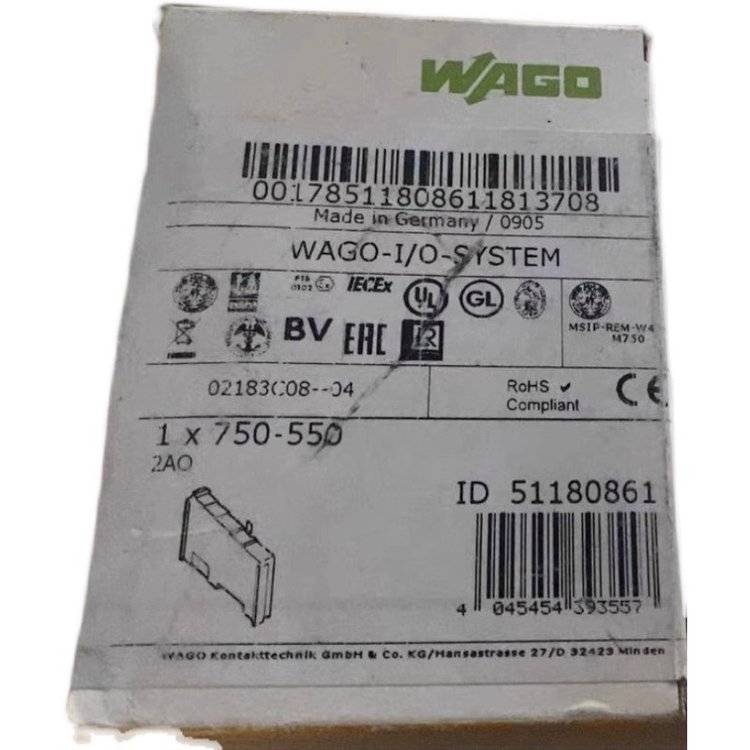 WAGO
00178511808611813708
Made in Germany / 0905
WAGO-I/O-SYSTEM
IECEx
UL
GL
MSIP-REM-W4
M750
BV
EAC
LR
02183C08--04
RoHS ✓
Compliant
CE
1 x 750-550
2AO
ID 51180861
4 045454 393557
WAGO Kontakttechnik GmbH & Co. KG/Hansastrasse 27/D 32423 Minden